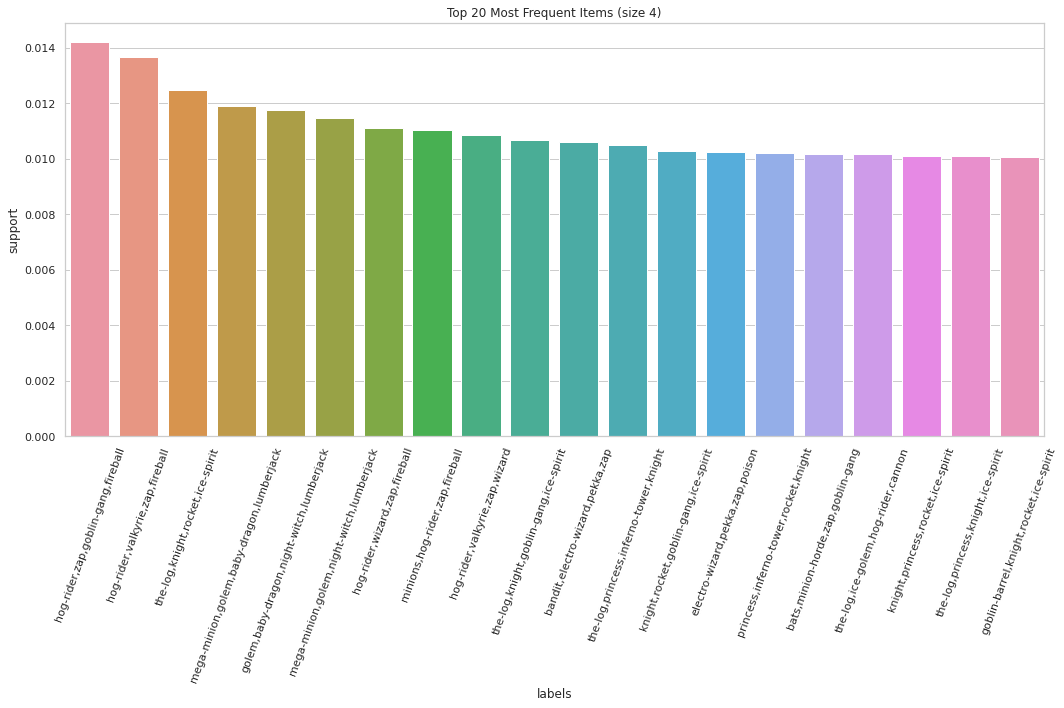 Top 20 Most Frequent Items (size 4)
0.014
0.012
0.010
0.008
0.006
0.004
0.002
0.000
support
hog-rider,zap,goblin-gang,fireball
hog-rider,valkyrie,zap,fireball
the-log,knight,rocket,ice-spirit
mega-minion,golem,baby-dragon,lumberjack
golem,baby-dragon,night-witch,lumberjack
mega-minion,golem,night-witch,lumberjack
hog-rider,wizard,zap,fireball
minions,hog-rider,zap,fireball
hog-rider,valkyrie,zap,wizard
the-log,knight,goblin-gang,ice-spirit
bandit,electro-wizard,pekka,zap
the-log,princess,inferno-tower,knight
knight,rocket,goblin-gang,ice-spirit
electro-wizard,pekka,zap,poison
princess,inferno-tower,rocket,knight
bats,minion-horde,zap,goblin-gang
the-log,ice-golem,hog-rider,cannon
knight,princess,rocket,ice-spirit
the-log,princess,knight,ice-spirit
goblin-barrel,knight,rocket,ice-spirit
labels